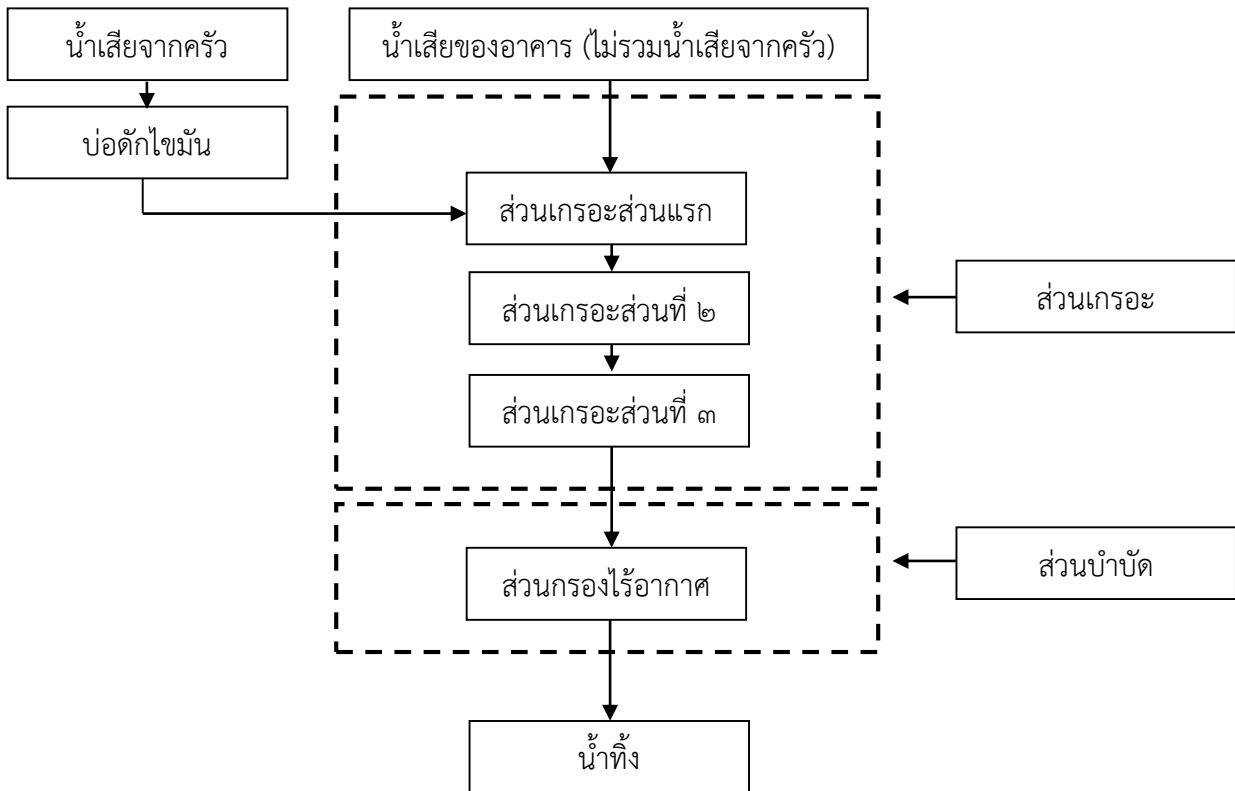 น้ำเสียจากครัว
น้ำเสียของอาคาร (ไม่รวมน้ำเสียจากครัว)
บ่อดักไขมัน
ส่วนเกรอะส่วนแรก
ส่วนเกรอะส่วนที่ ๒
ส่วนเกรอะ
ส่วนเกรอะส่วนที่ ๓
ส่วนกรองไร้อากาศ
ส่วนบำบัด
น้ำทิ้ง